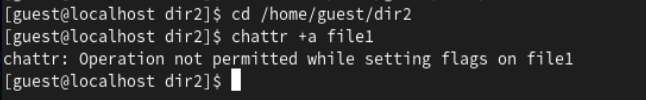 [guest@localhost dir2]$ cd /home/guest/dir2
[guest@localhost dir2]$ chattr +a file1
chattr: Operation not permitted while setting flags on file1
[guest@localhost dir2]$